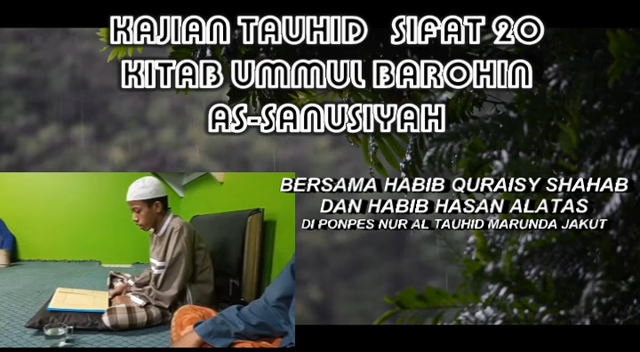 KAJIAN TAUHID SIFAT 20
KITAB UMMUL BAROHIN
AS-SANUSIYAH
BERSAMA HABIB QURAISY SHAHAB
DAN HABIB HASAN ALATAS
DI PONPES NUR AL TAUHID MARUNDA JAKUT